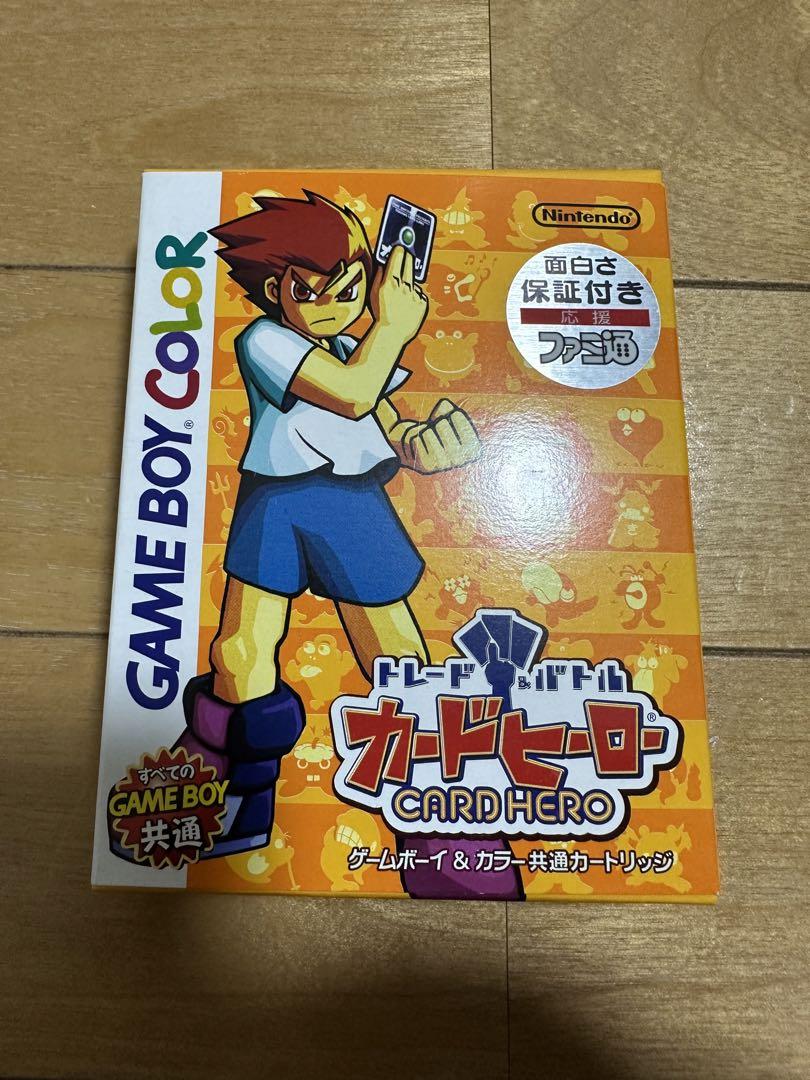 GAME BOY COLOR
Nintendo
面白さ
保証付き
応援
ファミ通
トレード&バトル
カードヒーロー
CARD HERO
ゲームボーイ & カラー共通カートリッジ
すべての
GAME BOY
共通